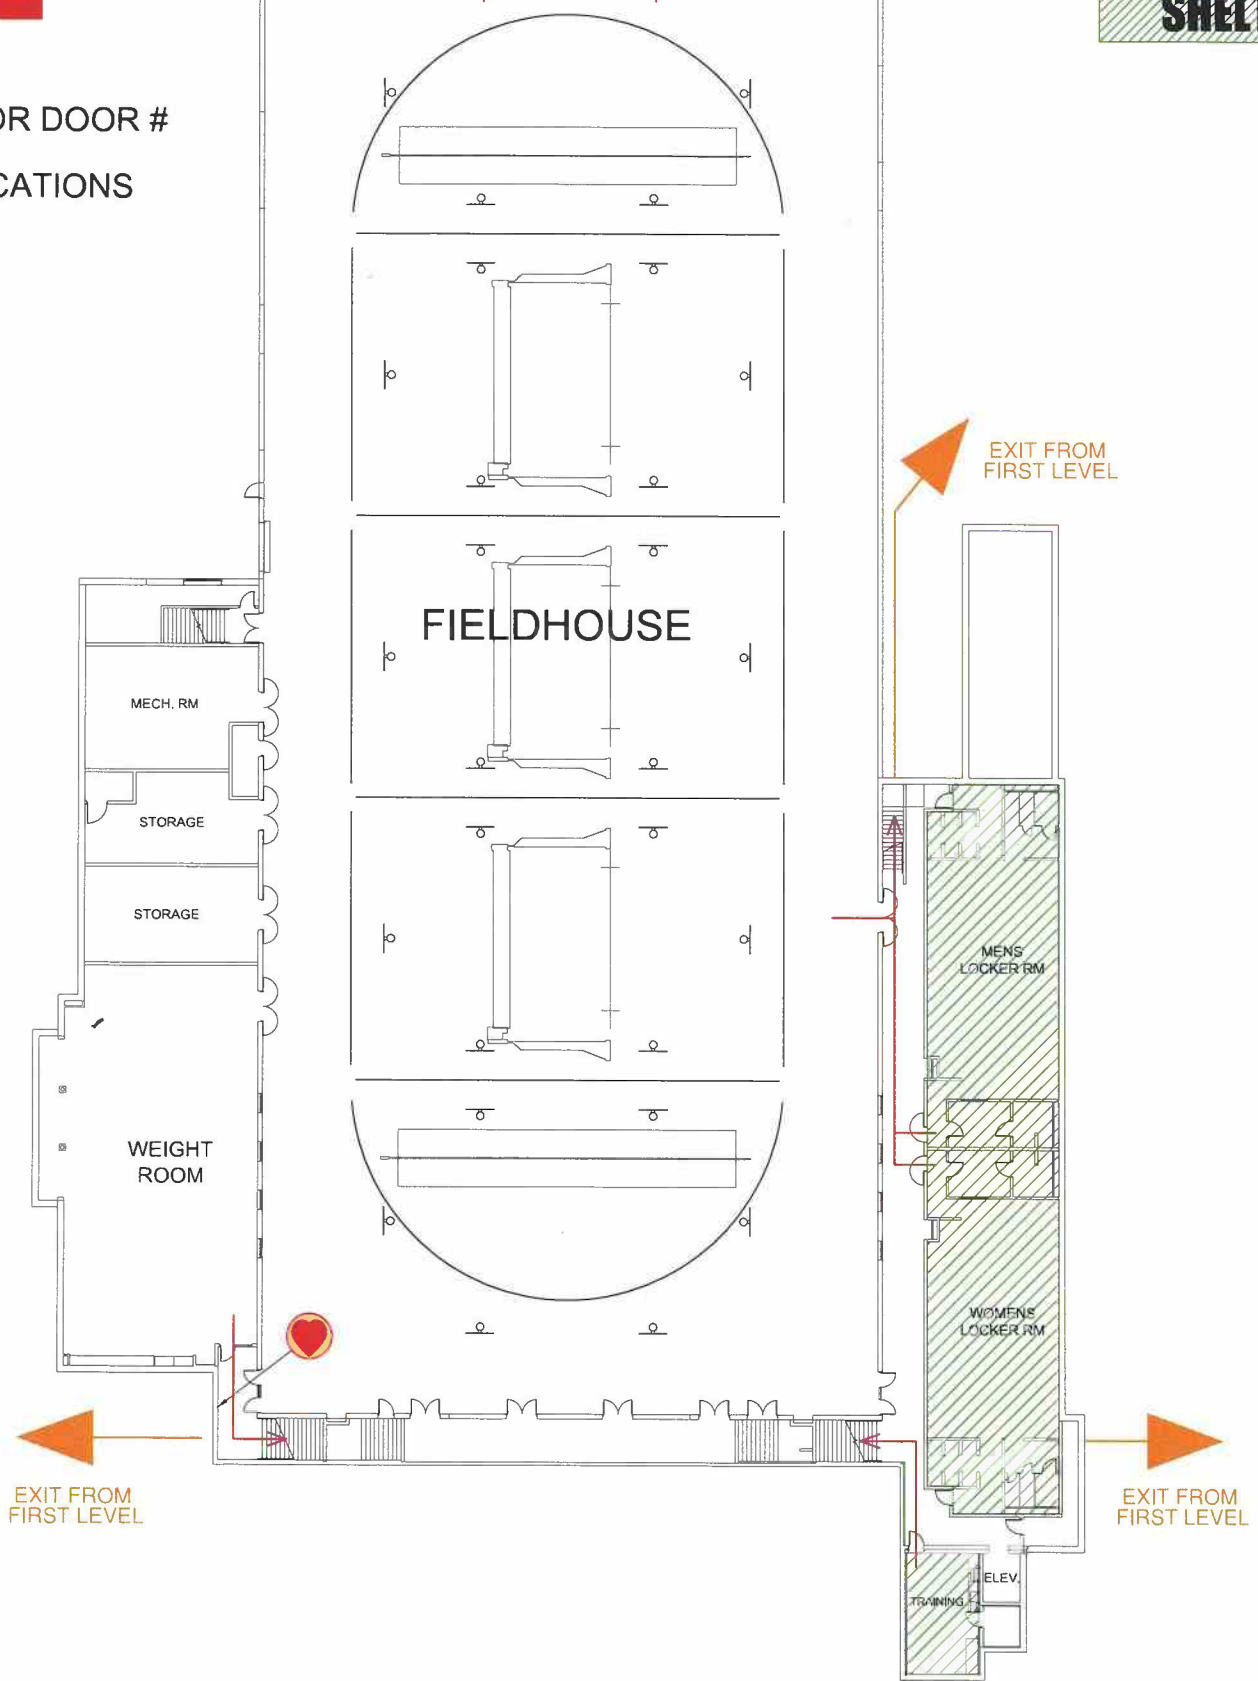 SHEL
OR DOOR #
CATIONS
EXIT FROM
FIRST LEVEL
FIELDHOUSE
MECH. RM
STORAGE
STORAGE
MENS
LOCKER RM
WEIGHT
ROOM
WOMENS
LOCKER RM
EXIT FROM
FIRST LEVEL
EXIT FROM
FIRST LEVEL
ELEV.
TRAINING